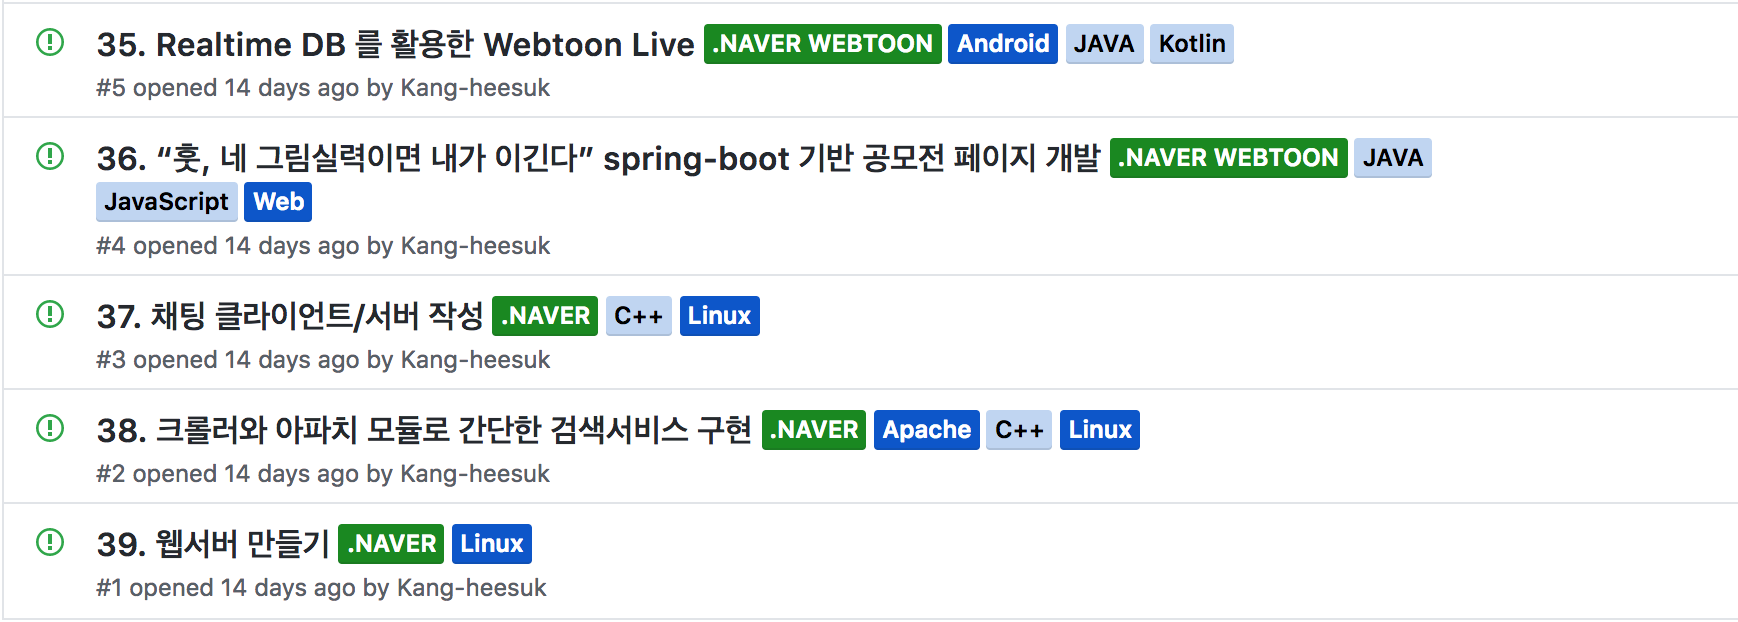 35. Realtime DB 를 활용한 Webtoon Live .NAVER WEBTOON Android JAVA Kotlin
#5 opened 14 days ago by Kang-heesuk
36. “훗, 네 그림실력이면 내가 이긴다” spring-boot 기반 공모전 페이지 개발 .NAVER WEBTOON JAVA
JavaScript Web
#4 opened 14 days ago by Kang-heesuk
37. 채팅 클라이언트/서버 작성 .NAVER C++ Linux
#3 opened 14 days ago by Kang-heesuk
38. 크롤러와 아파치 모듈로 간단한 검색서비스 구현 .NAVER Apache C++ Linux
#2 opened 14 days ago by Kang-heesuk
39. 웹서버 만들기 .NAVER Linux
#1 opened 14 days ago by Kang-heesuk